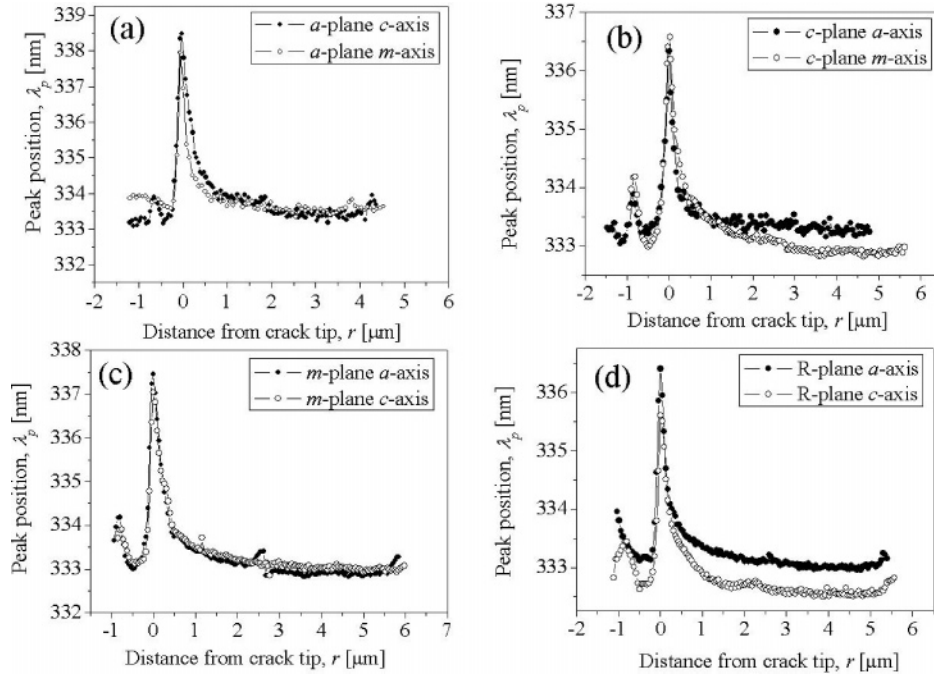 (a)
a-plane c-axis
a-plane m-axis
Peak position, λp [nm]
339
338
337
336
335
334
333
332
-2 -1 0 1 2 3 4 5 6
Distance from crack tip, r [μm]
(b)
c-plane a-axis
c-plane m-axis
Peak position, λp [nm]
336
335
334
333
-2 -1 0 1 2 3 4 5 6
Distance from crack tip, r [μm]
(c)
m-plane a-axis
m-plane c-axis
Peak position, λp [nm]
338
337
336
335
334
333
332
-1 0 1 2 3 4 5 6 7
Distance from crack tip, r [μm]
(d)
R-plane a-axis
R-plane c-axis
Peak position, λp [nm]
336
335
334
333
-2 -1 0 1 2 3 4 5 6 7
Distance from crack tip, r [μm]